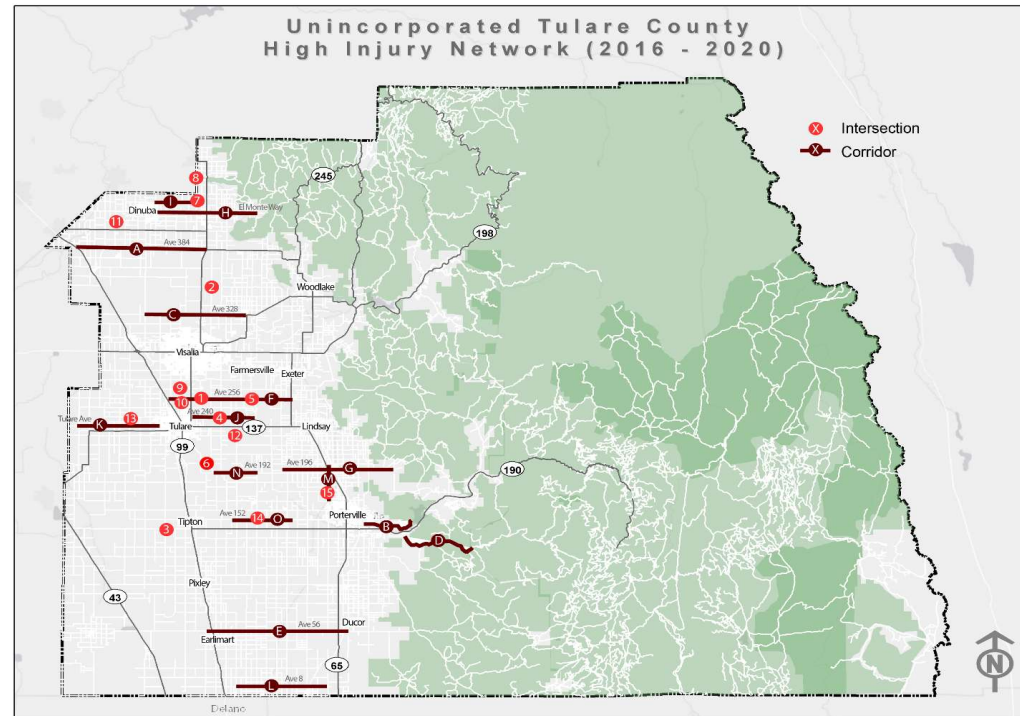 Unincorporated Tulare County
High Injury Network (2016 - 2020)
X Intersection
X Corridor
8
245
I
7
Dinuba
H
El Monte Way
11
198
A
Ave 384
2
Woodlake
C
Ave 328
Visalia
Farmersville
Exeter
9
10
1
Ave 256
5
F
Ave 240
4
J
Tulare Ave
13
K
Tulare
12
137
Lindsay
99
6
N
Ave 192
Ave 196
G
190
M
15
Ave 152
14
O
Porterville
B
3
Tipton
D
Pixley
43
Ducor
E
Ave 56
Earlimart
65
L
Ave 8
Delano
N